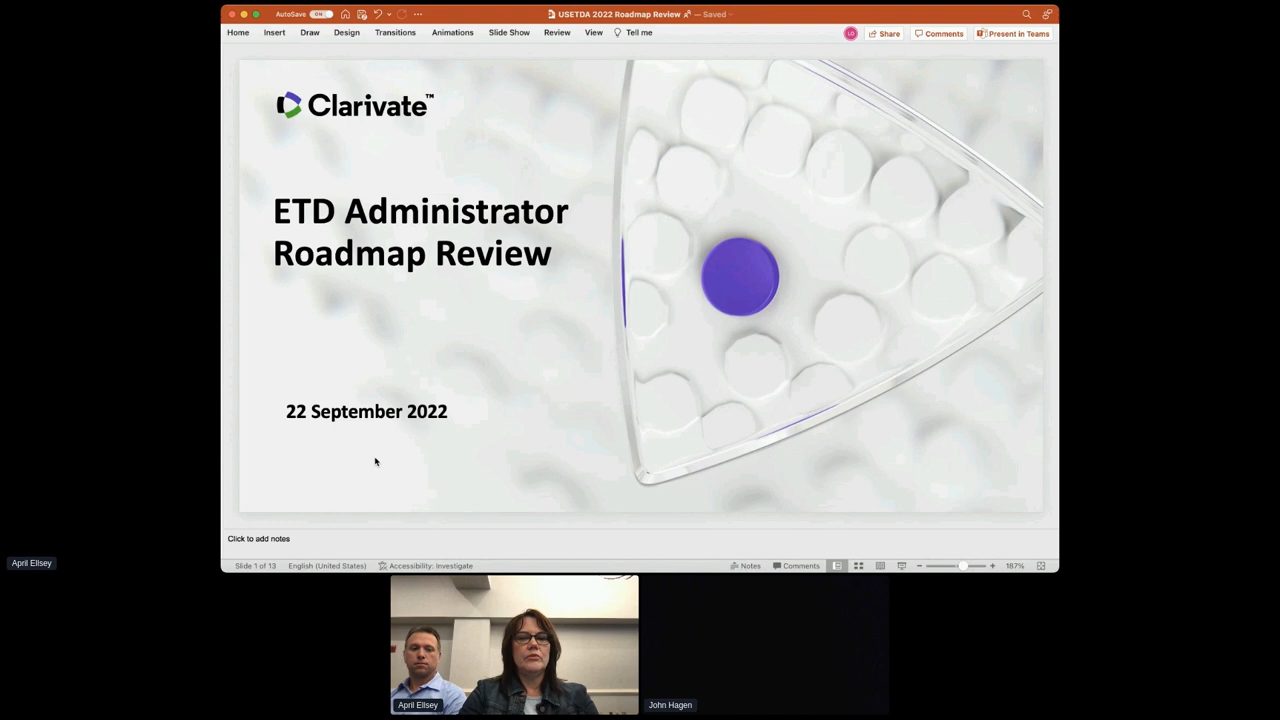 AutoSave ON
USETDA 2022 Roadmap Review — Saved
Home Insert Draw Design Transitions Animations Slide Show Review View Tell me
LO Share Comments Present in Teams
Clarivate™
ETD Administrator
Roadmap Review
22 September 2022
Click to add notes
April Ellsey
Slide 1 of 13 English (United States) Accessibility: Investigate Notes Comments 187%
April Ellsey
John Hagen